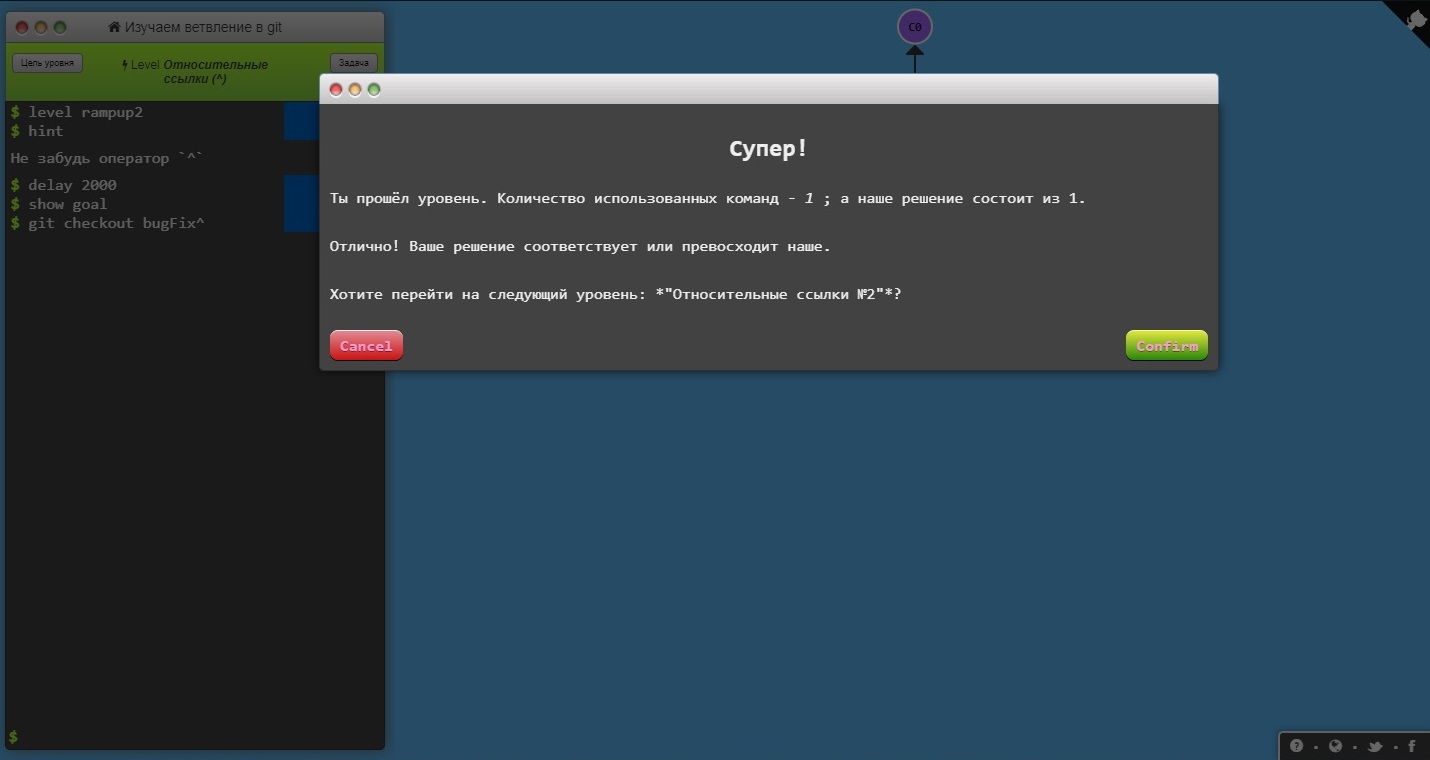 Изучаем ветвление в git
C0
Цель уровня
Level Относительные
ссылки (^)
Задача
$ level rampup2
$ hint
Не забудь оператор `^`
$ delay 2000
$ show goal
$ git checkout bugFix^
Супер!
Ты прошёл уровень. Количество использованных команд - 1 ; а наше решение состоит из 1.
Отлично! Ваше решение соответствует или превосходит наше.
Хотите перейти на следующий уровень: *"Относительные ссылки №2"*?
Cancel
Confirm
$